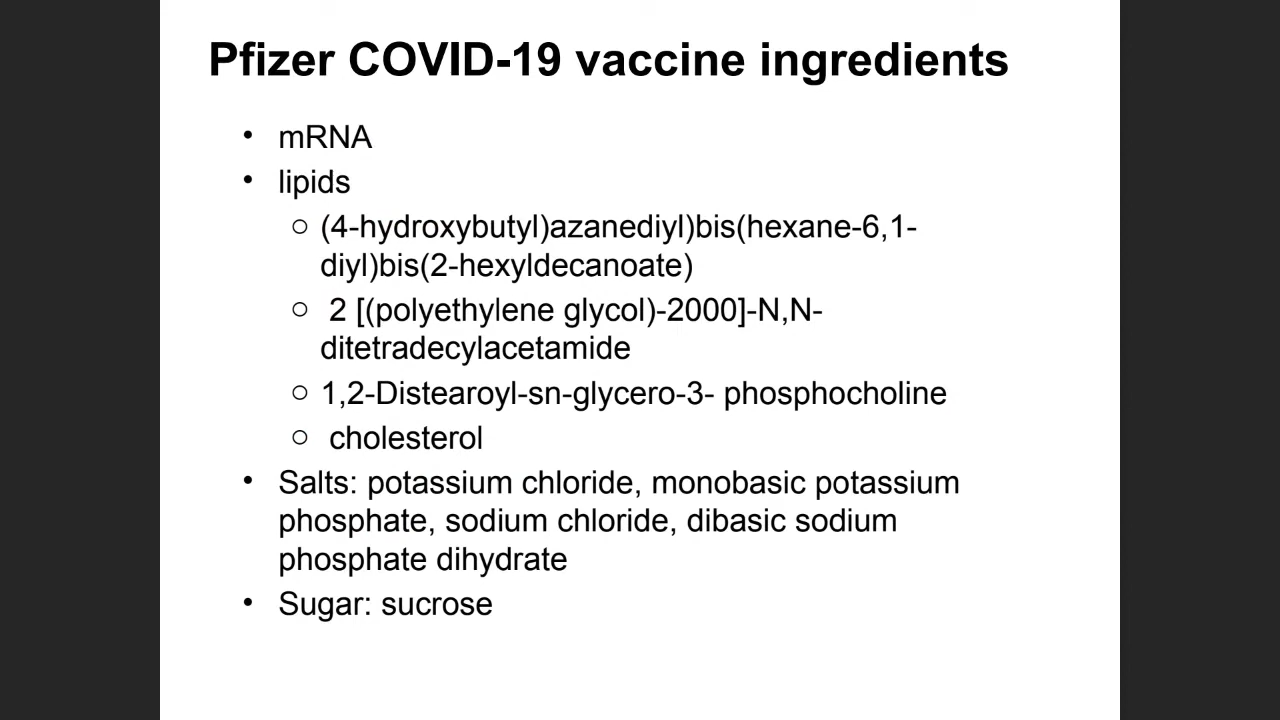 Pfizer COVID-19 vaccine ingredients
• mRNA
• lipids
○ (4-hydroxybutyl)azanediyl)bis(hexane-6,1-
diyl)bis(2-hexyldecanoate)
○ 2 [(polyethylene glycol)-2000]-N,N-
ditetradecylacetamide
○ 1,2-Distearoyl-sn-glycero-3- phosphocholine
○ cholesterol
• Salts: potassium chloride, monobasic potassium
phosphate, sodium chloride, dibasic sodium
phosphate dihydrate
• Sugar: sucrose